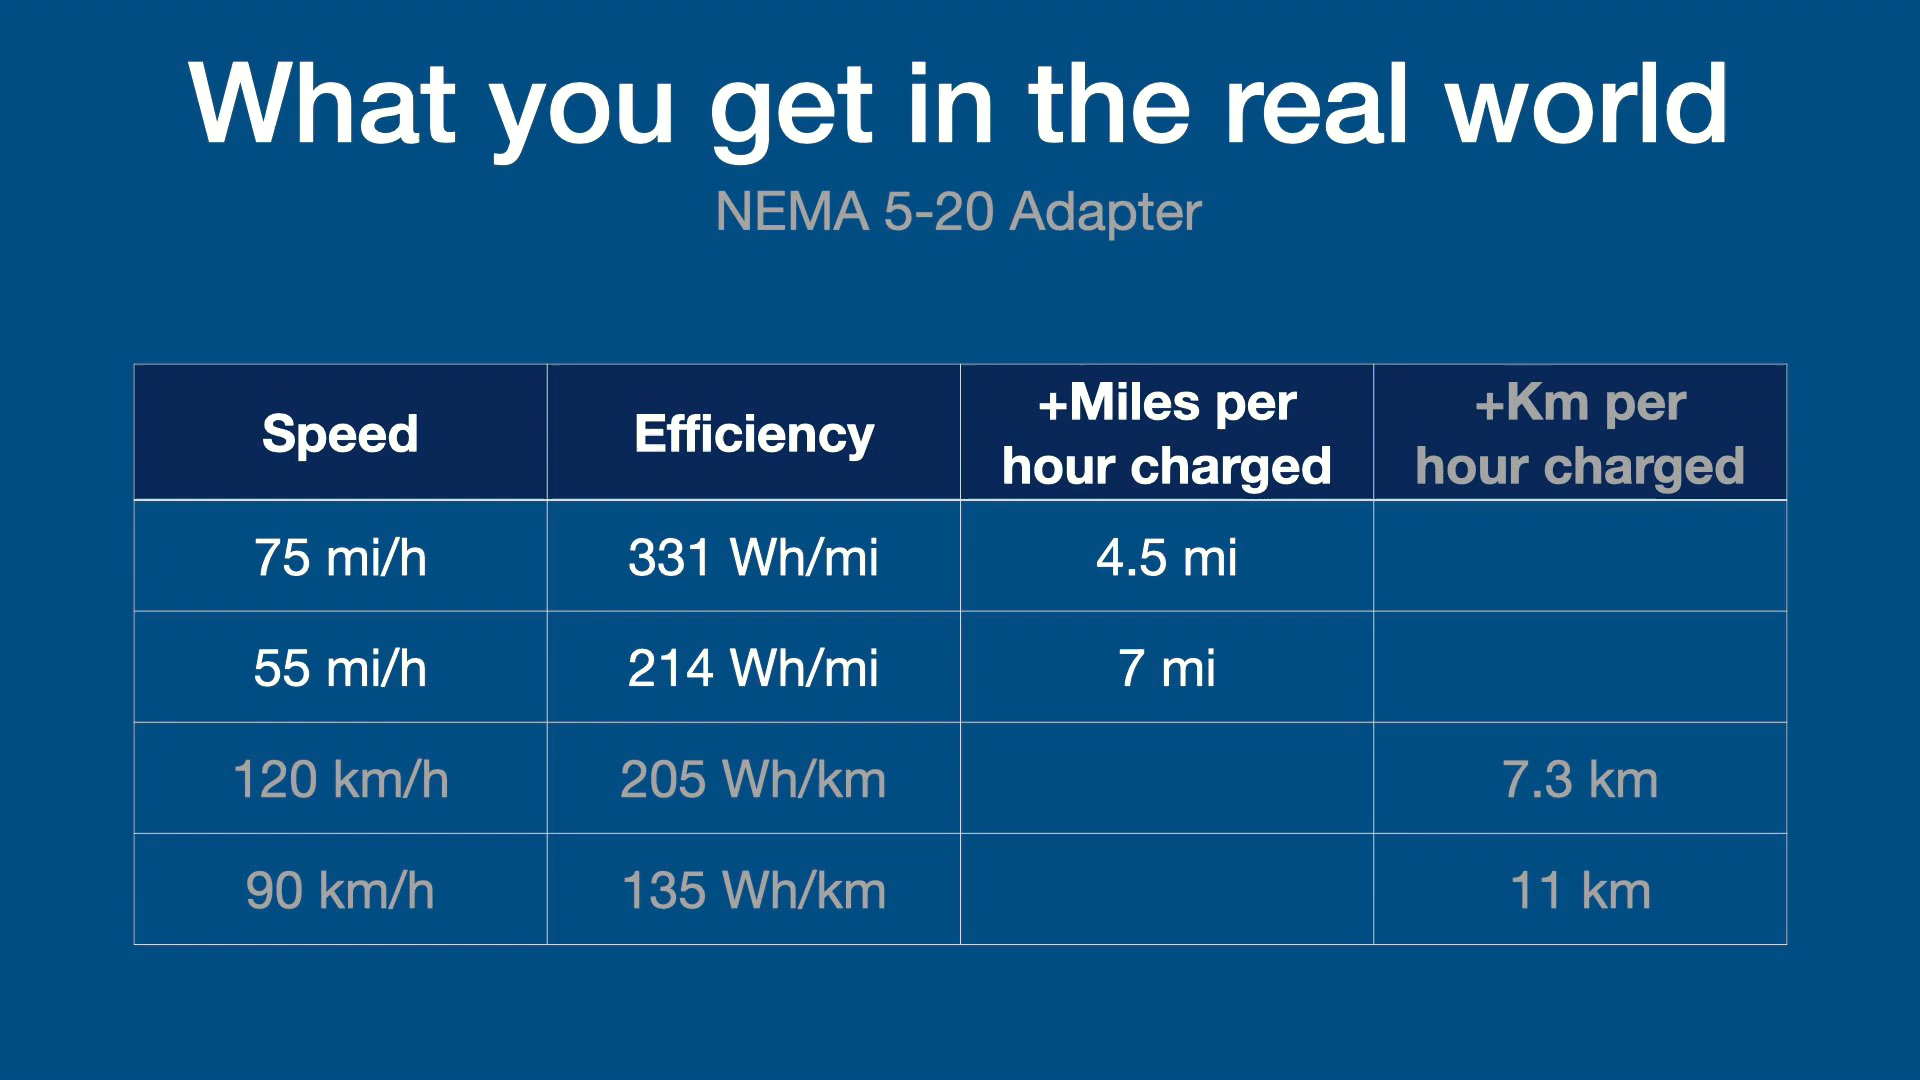 What you get in the real world
NEMA 5-20 Adapter
Speed
Efficiency
+Miles per
hour charged
+Km per
hour charged
75 mi/h
331 Wh/mi
4.5 mi
55 mi/h
214 Wh/mi
7 mi
120 km/h
205 Wh/km
7.3 km
90 km/h
135 Wh/km
11 km